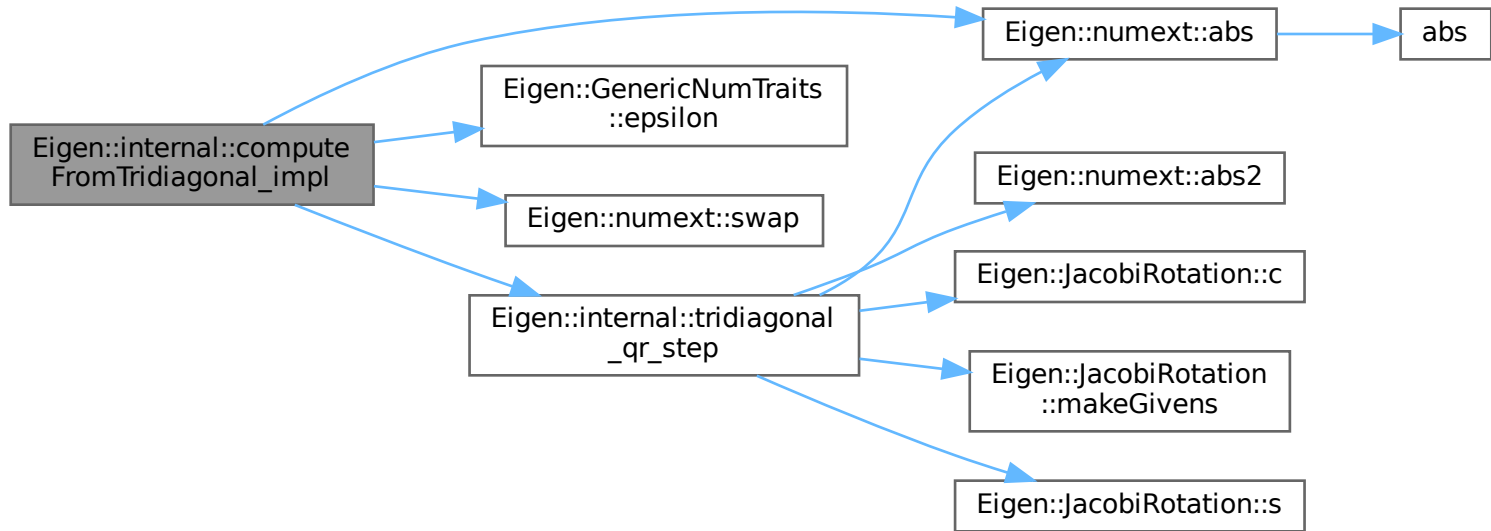 Eigen::internal::compute
FromTridiagonal_impl
Eigen::numext::abs
abs
Eigen::GenericNumTraits
::epsilon
Eigen::numext::swap
Eigen::internal::tridiagonal
_qr_step
Eigen::numext::abs2
Eigen::JacobiRotation::c
Eigen::JacobiRotation
::makeGivens
Eigen::JacobiRotation::s